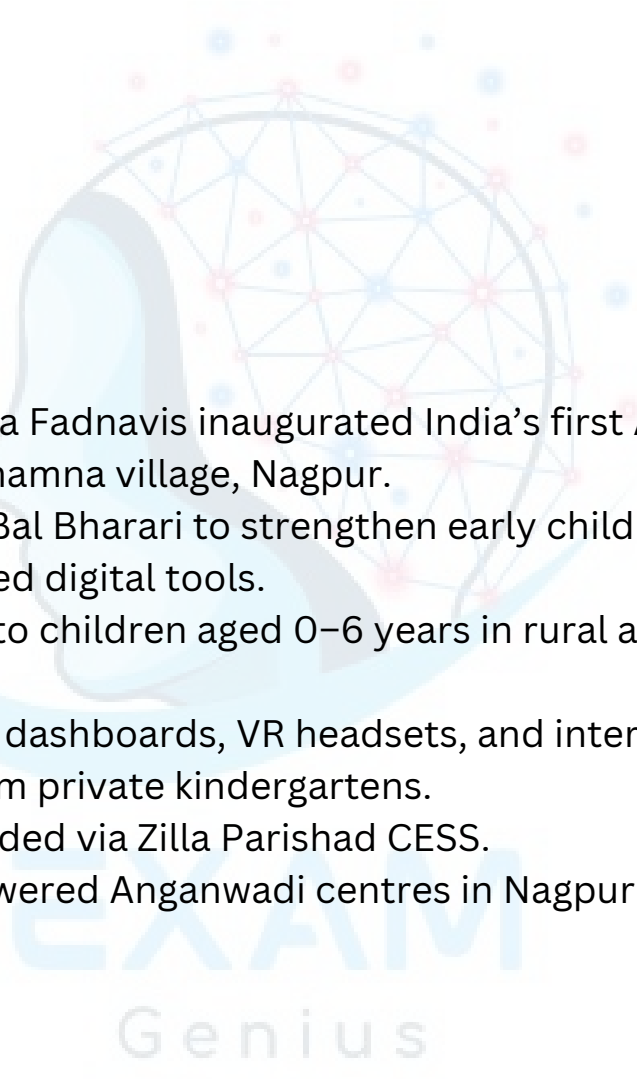 a Fadnavis inaugurated India’s first
amna village, Nagpur.
Bal Bharari to strengthen early child
ed digital tools.
to children aged 0–6 years in rural a
dashboards, VR headsets, and inter
m private kindergartens.
ded via Zilla Parishad CESS.
wered Anganwadi centres in Nagpur
EXAM
Genius